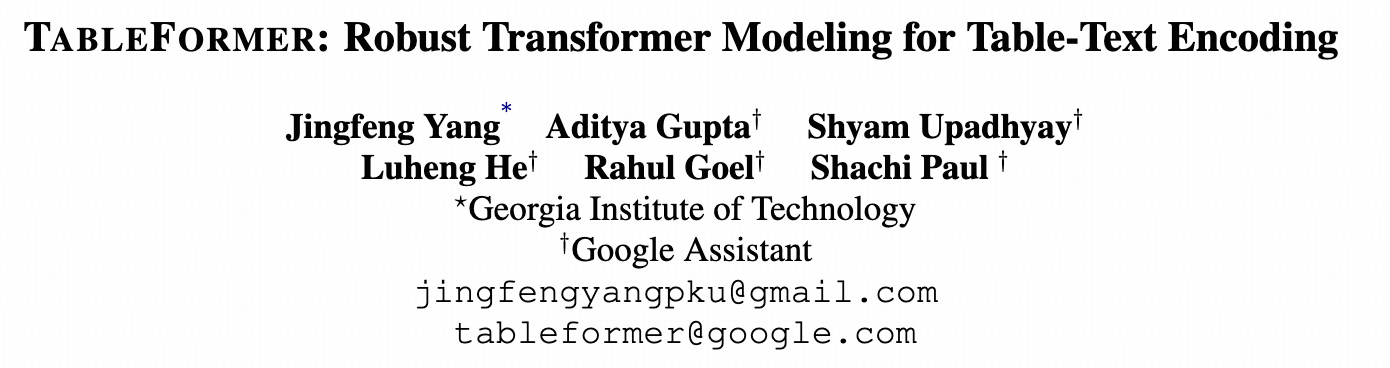 TABLEFORMER: Robust Transformer Modeling for Table-Text Encoding
Jingfeng Yang* Aditya Gupta† Shyam Upadhyay†
Luheng He† Rahul Goel† Shachi Paul †
*Georgia Institute of Technology
†Google Assistant
jingfengyangpku@gmail.com
tableformer@google.com